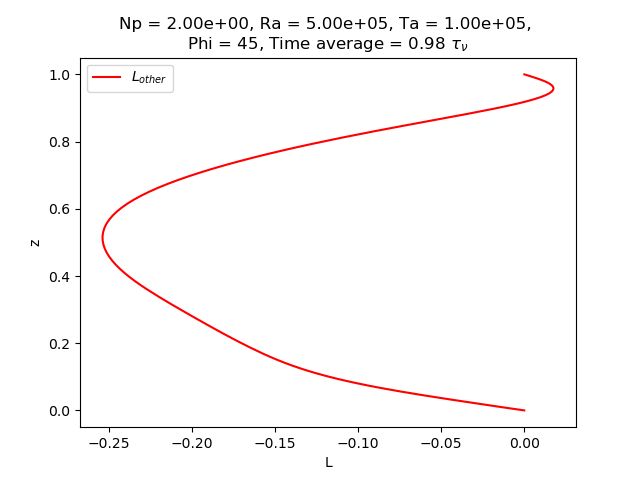 Np = 2.00e+00, Ra = 5.00e+05, Ta = 1.00e+05,
Phi = 45, Time average = 0.98 τ_ν
L_other
1.0
0.8
0.6
0.4
0.2
0.0
z
−0.25 −0.20 −0.15 −0.10 −0.05 0.00
L